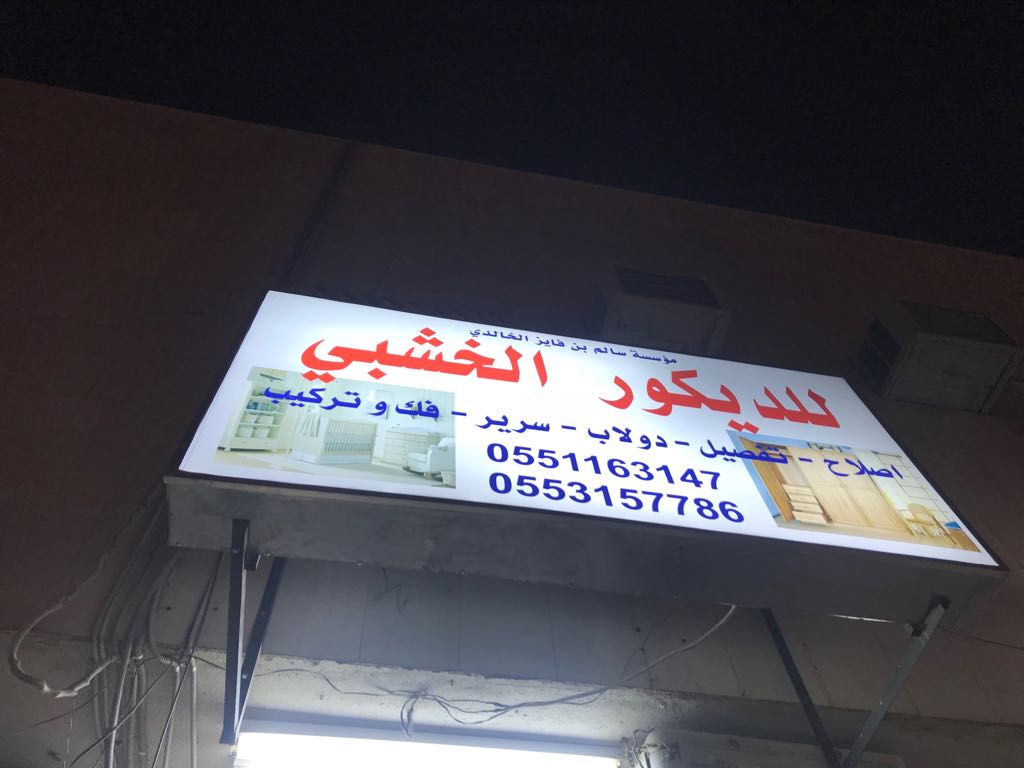 مؤسسة سالم بن فايز الخالدي
للديكور الخشبي
اصلاح - تفصيل - دولاب - سرير - فك و تركيب
0551163147
0553157786